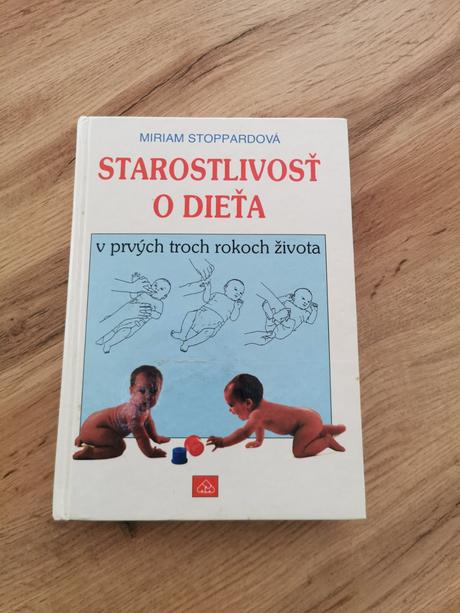 MIRIAM STOPPARDOVÁ
STAROSTLIVOSŤ
O DIEŤA
v prvých troch rokoch života